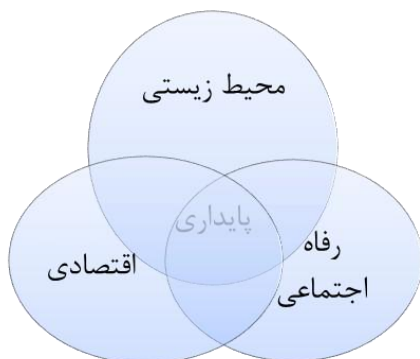 محیط زیستی
پایداری
رفاه
اجتماعی
اقتصادی